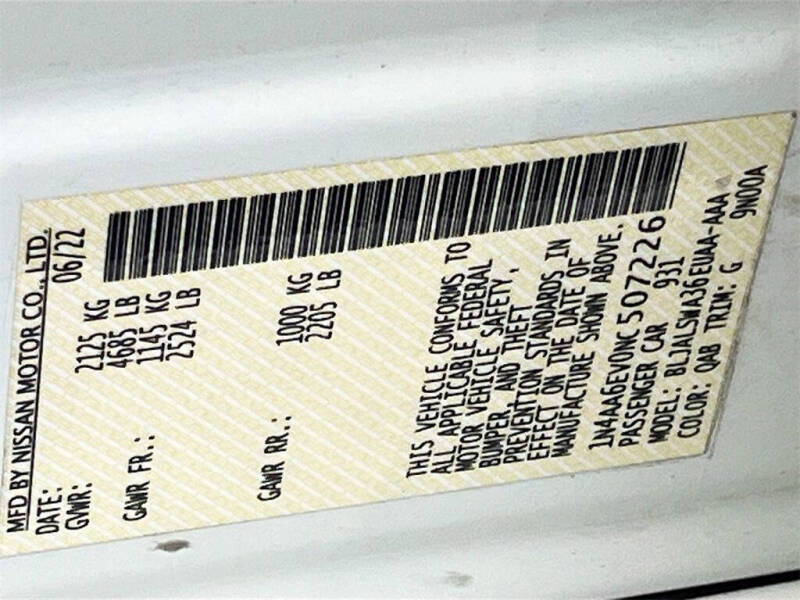 MFD BY NISSAN MOTOR CO., LTD.
DATE: 06/22
GVWR: 2125 KG
4685 LB
GAWR FR.: 1145 KG
2524 LB
GAWR RR.: 1000 KG
2205 LB
THIS VEHICLE CONFORMS TO
ALL APPLICABLE FEDERAL
MOTOR VEHICLE SAFETY,
BUMPER, AND THEFT
PREVENTION STANDARDS IN
EFFECT ON THE DATE OF
MANUFACTURE SHOWN ABOVE.
1N4AA6EV0NC507226
PASSENGER CAR 931
MODEL: BLJALSWA36EUAA-AAA
COLOR: QAB TRIM: G 9N00A